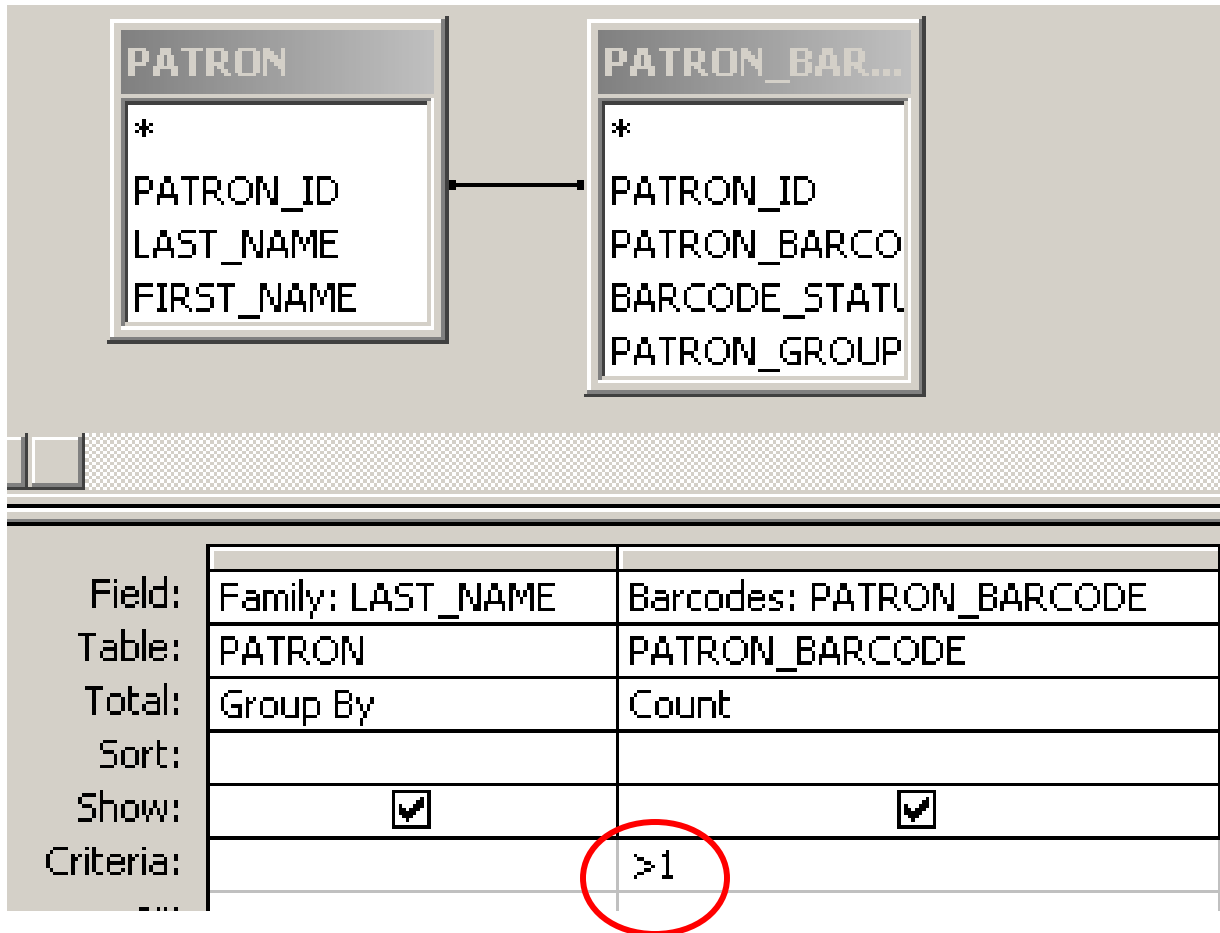 PATRON
*
PATRON_ID
LAST_NAME
FIRST_NAME
PATRON_BAR...
*
PATRON_ID
PATRON_BARCO
BARCODE_STATU
PATRON_GROUP
Field: Family: LAST_NAME Barcodes: PATRON_BARCODE
Table: PATRON PATRON_BARCODE
Total: Group By Count
Sort:
Show:
Criteria: >1